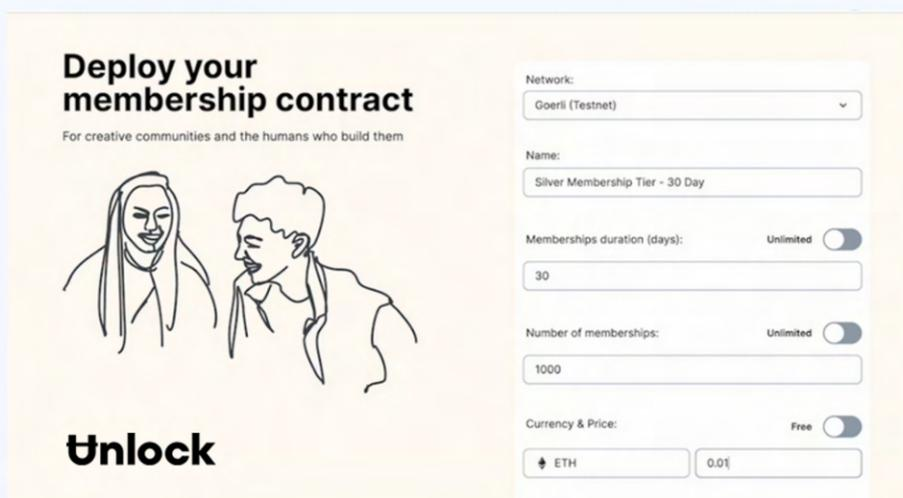 Deploy your
membership contract
For creative communities and the humans who build them
Unlock
Network:
Goerli (Testnet)
Name:
Silver Membership Tier - 30 Day
Memberships duration (days): Unlimited
30
Number of memberships: Unlimited
1000
Currency & Price: Free
ETH 0.01